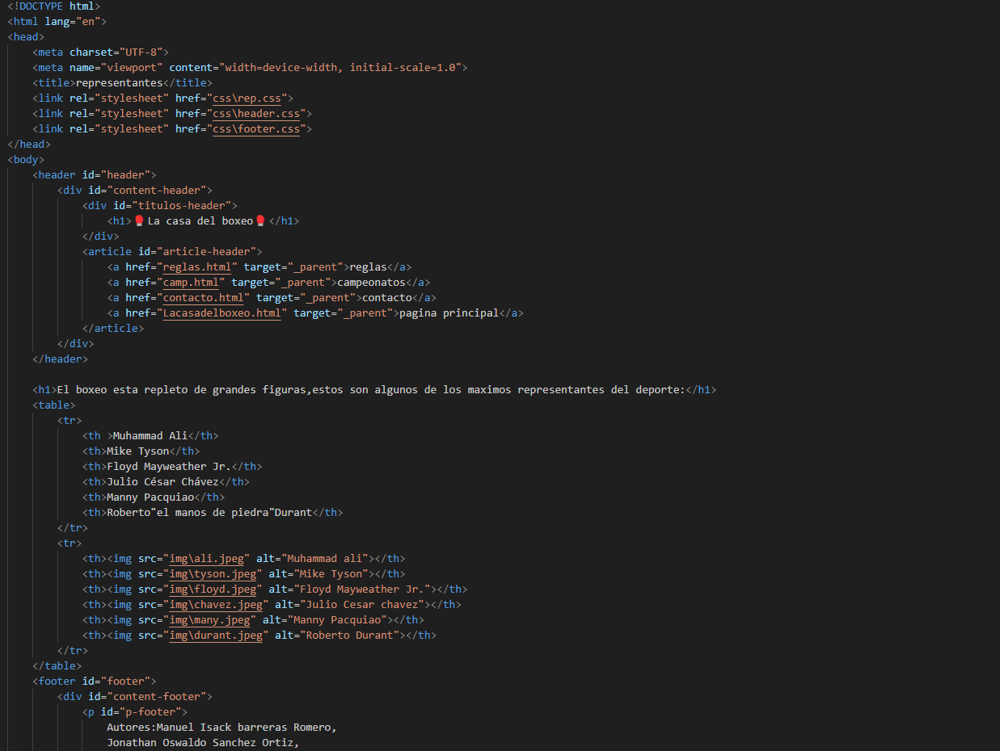 <!DOCTYPE html>
<html lang="en">
<head>
    <meta charset="UTF-8">
    <meta name="viewport" content="width=device-width, initial-scale=1.0">
    <title>representantes</title>
    <link rel="stylesheet" href="css\rep.css">
    <link rel="stylesheet" href="css\header.css">
    <link rel="stylesheet" href="css\footer.css">
</head>
<body>
    <header id="header">
        <div id="content-header">
            <div id="titulos-header">
                <h1>🥊La casa del boxeo🥊</h1>
            </div>
            <article id="article-header">
                <a href="reglas.html" target="_parent">reglas</a>
                <a href="camp.html" target="_parent">campeonatos</a>
                <a href="contacto.html" target="_parent">contacto</a>
                <a href="Lacasadelboxeo.html" target="_parent">pagina principal</a>
            </article>
        </div>
    </header>

    <h1>El boxeo esta repleto de grandes figuras,estos son algunos de los maximos representantes del deporte:</h1>
    <table>
        <tr>
            <th >Muhammad Ali</th>
            <th>Mike Tyson</th>
            <th>Floyd Mayweather Jr.</th>
            <th>Julio César Chávez</th>
            <th>Manny Pacquiao</th>
            <th>Roberto"el manos de piedra"Durant</th>
        </tr>
        <tr>
            <th><img src="img\ali.jpeg" alt="Muhammad ali"></th>
            <th><img src="img\tyson.jpeg" alt="Mike Tyson"></th>
            <th><img src="img\floyd.jpeg" alt="Floyd Mayweather Jr."></th>
            <th><img src="img\chavez.jpeg" alt="Julio Cesar chavez"></th>
            <th><img src="img\many.jpeg" alt="Manny Pacquiao"></th>
            <th><img src="img\durant.jpeg" alt="Roberto Durant"></th>
        </tr>
    </table>
    <footer id="footer">
        <div id="content-footer">
            <p id="p-footer">
                Autores:Manuel Isack barreras Romero,
                Jonathan Oswaldo Sanchez Ortiz,